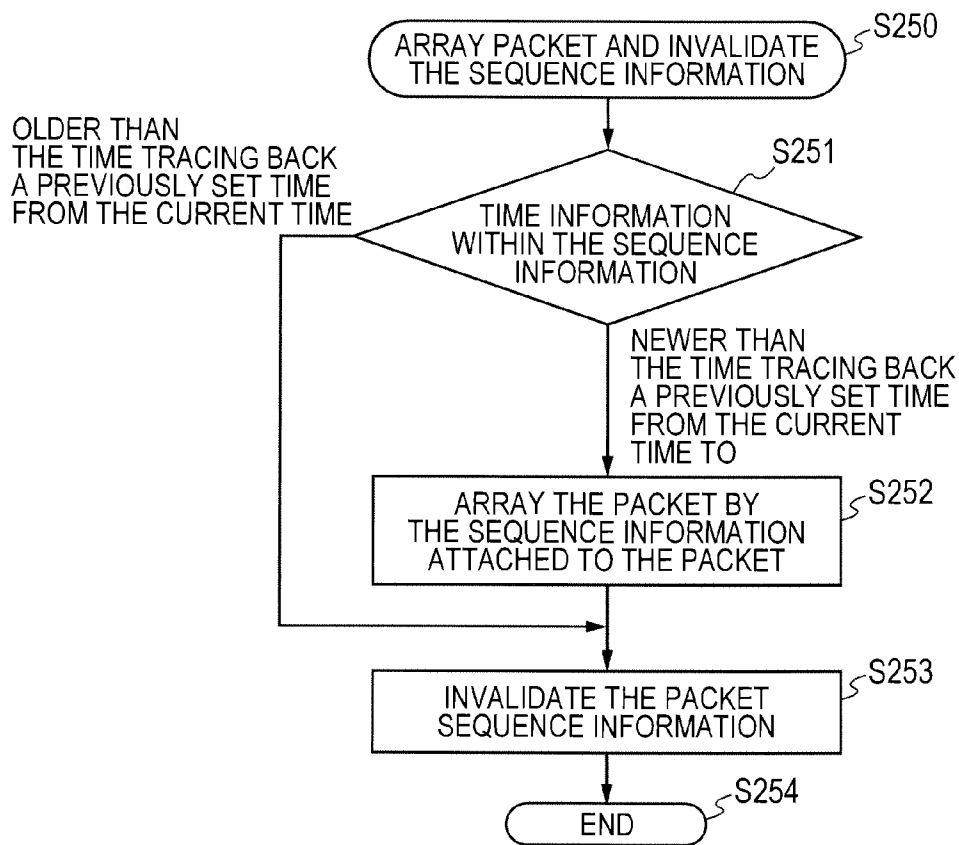 ARRAY PACKET AND INVALIDATE
THE SEQUENCE INFORMATION
S250
OLDER THAN
THE TIME TRACING BACK
A PREVIOUSLY SET TIME
FROM THE CURRENT TIME
S251
TIME INFORMATION
WITHIN THE SEQUENCE
INFORMATION
NEWER THAN
THE TIME TRACING BACK
A PREVIOUSLY SET TIME
FROM THE CURRENT
TIME TO
S252
ARRAY THE PACKET BY
THE SEQUENCE INFORMATION
ATTACHED TO THE PACKET
S253
INVALIDATE THE PACKET
SEQUENCE INFORMATION
S254
END